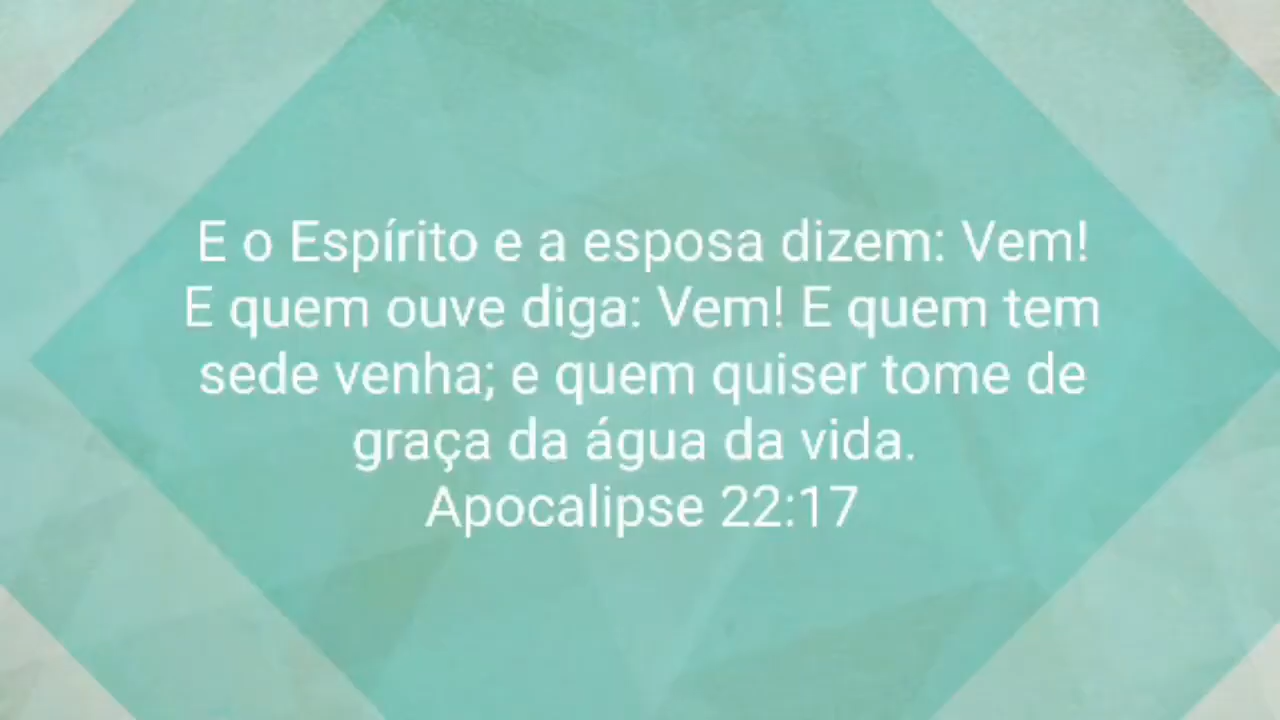 E o Espírito e a esposa dizem: Vem!
E quem ouve diga: Vem! E quem tem
sede venha; e quem quiser tome de
graça da água da vida.
Apocalipse 22:17